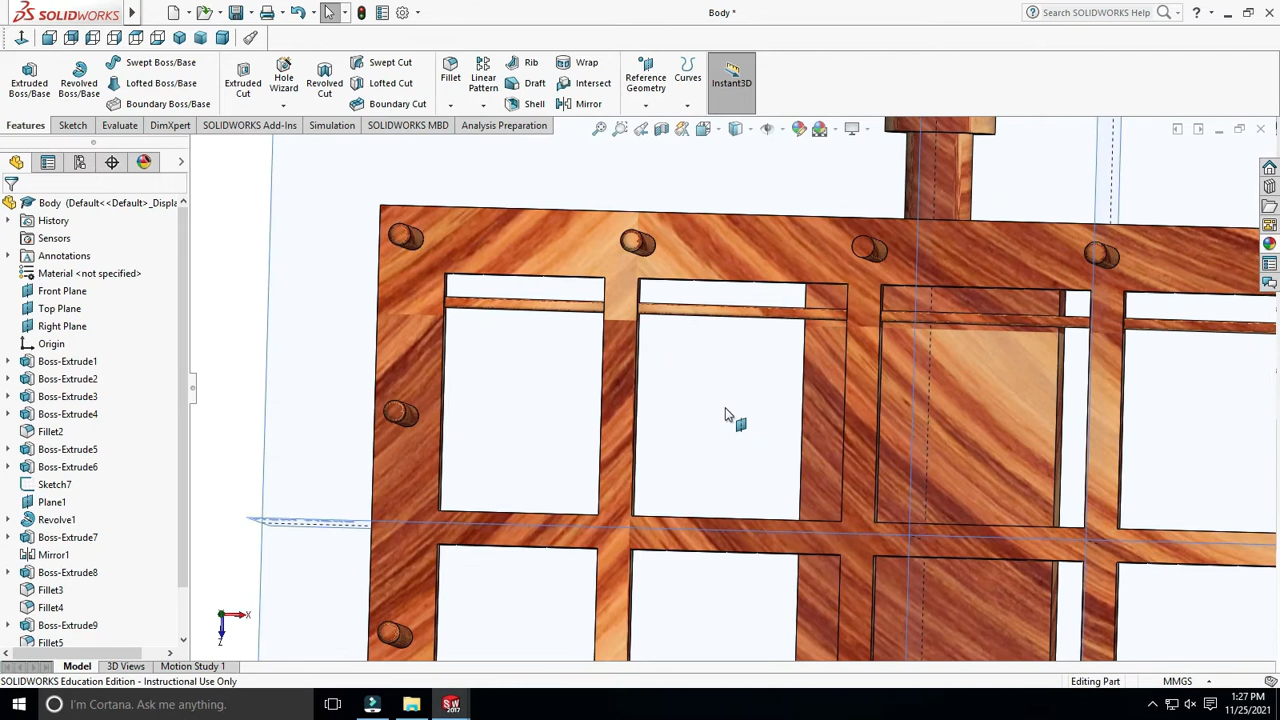 SOLIDWORKS
Body *
Search SOLIDWORKS Help
Extruded Boss/Base
Revolved Boss/Base
Swept Boss/Base
Lofted Boss/Base
Boundary Boss/Base
Extruded Cut
Hole Wizard
Revolved Cut
Swept Cut
Lofted Cut
Boundary Cut
Fillet
Linear Pattern
Rib
Draft
Shell
Wrap
Intersect
Mirror
Reference Geometry
Curves
Instant3D
Features
Sketch
Evaluate
DimXpert
SOLIDWORKS Add-Ins
Simulation
SOLIDWORKS MBD
Analysis Preparation
Body (Default<<Default>_Displa
History
Sensors
Annotations
Material <not specified>
Front Plane
Top Plane
Right Plane
Origin
Boss-Extrude1
Boss-Extrude2
Boss-Extrude3
Boss-Extrude4
Fillet2
Boss-Extrude5
Boss-Extrude6
Sketch7
Plane1
Revolve1
Boss-Extrude7
Mirror1
Boss-Extrude8
Fillet3
Fillet4
Boss-Extrude9
Fillet5
X
Z
Model
3D Views
Motion Study 1
SOLIDWORKS Education Edition - Instructional Use Only
Editing Part
MMGS
I'm Cortana. Ask me anything.
SW
2017
1:27 PM
11/25/2021